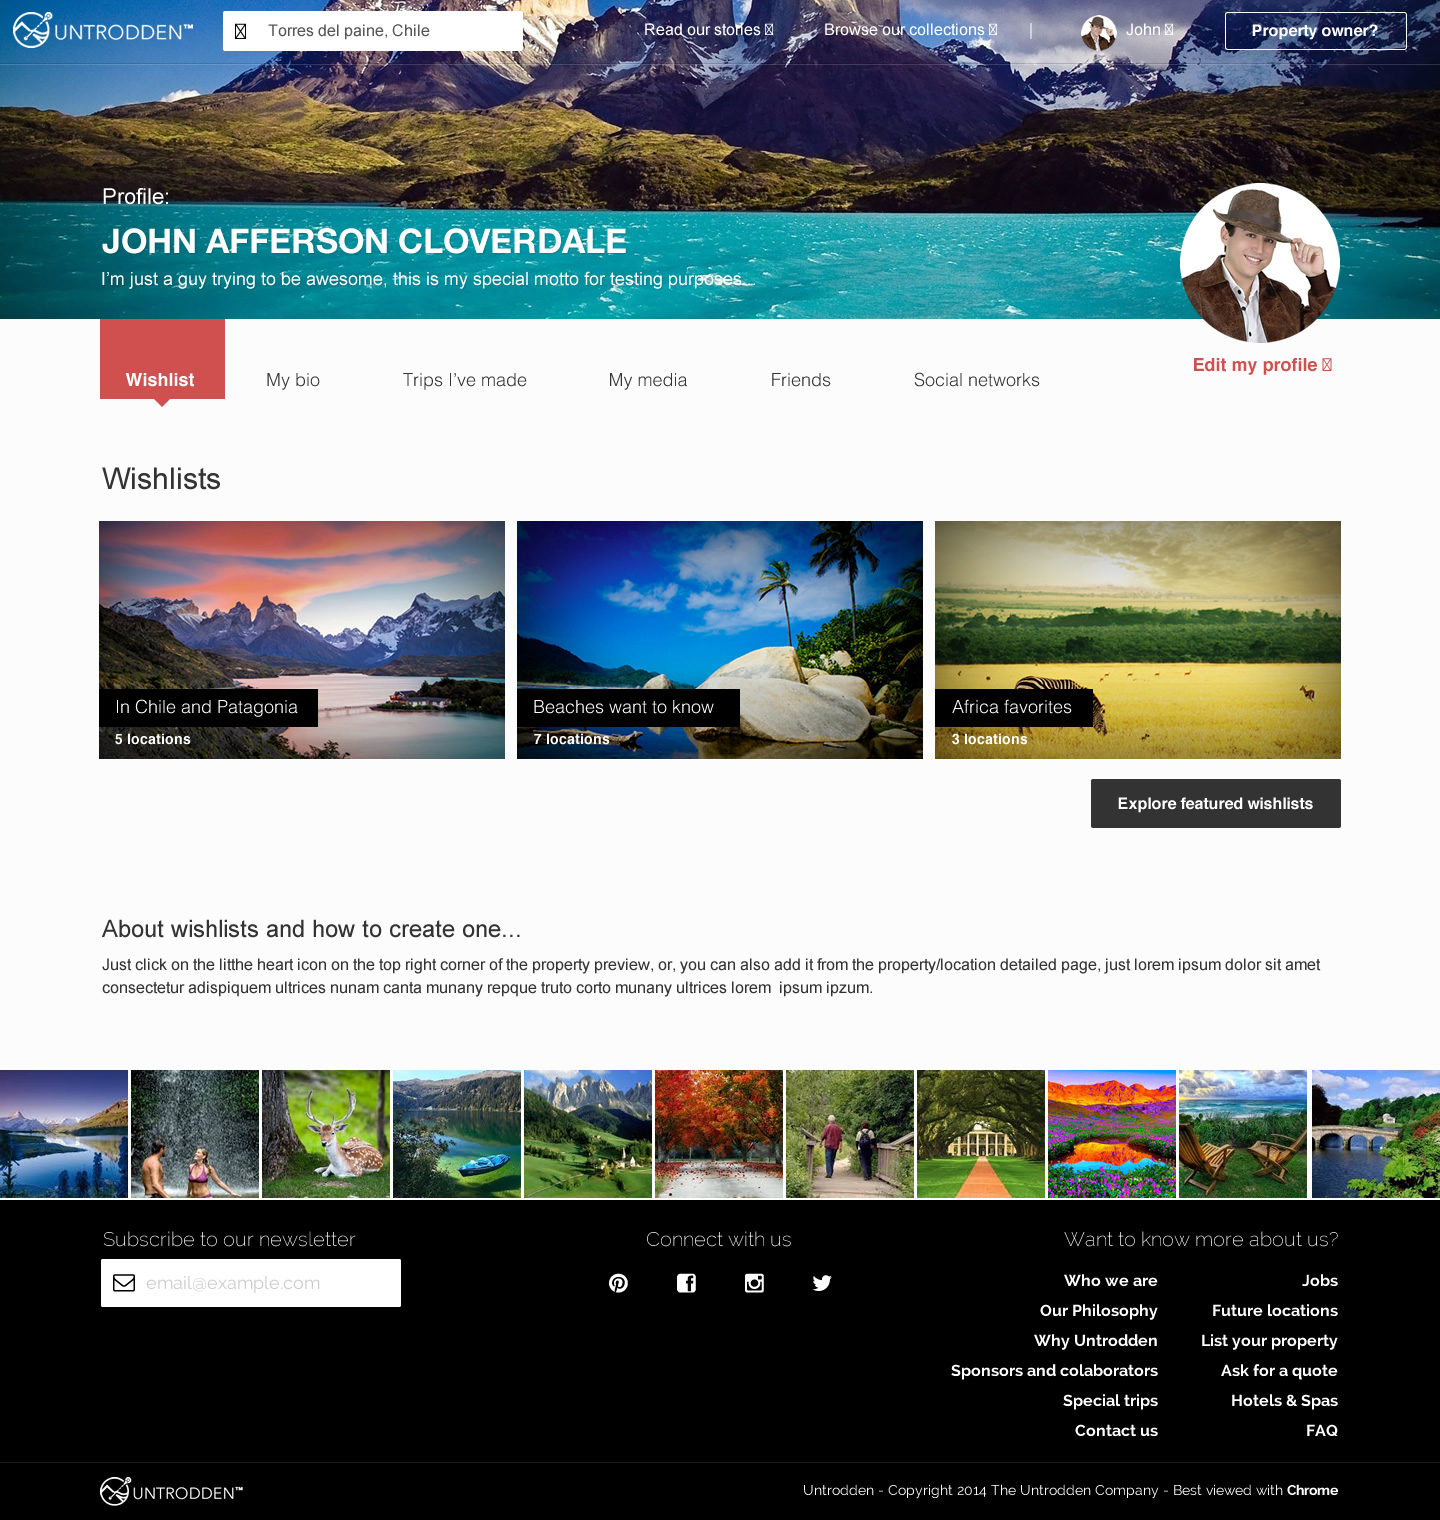 UNTRODDEN™
Torres del paine, Chile
Read our stories
Browse our collections
|
John
Property owner?
Profile:
JOHN AFFERSON CLOVERDALE
I'm just a guy trying to be awesome, this is my special motto for testing purposes...
Edit my profile
Wishlist
My bio
Trips I've made
My media
Friends
Social networks
Wishlists
In Chile and Patagonia
5 locations
Beaches want to know
7 locations
Africa favorites
3 locations
Explore featured wishlists
About wishlists and how to create one...
Just click on the litthe heart icon on the top right corner of the property preview, or, you can also add it from the property/location detailed page, just lorem ipsum dolor sit amet
consectetur adispiquem ultrices nunam canta munany repque truto corto munany ultrices lorem  ipsum ipzum.
Subscribe to our newsletter
email@example.com
Connect with us
Want to know more about us?
Who we are
Jobs
Our Philosophy
Future locations
Why Untrodden
List your property
Sponsors and colaborators
Ask for a quote
Special trips
Hotels & Spas
Contact us
FAQ
UNTRODDEN™
Untrodden - Copyright 2014 The Untrodden Company - Best viewed with Chrome